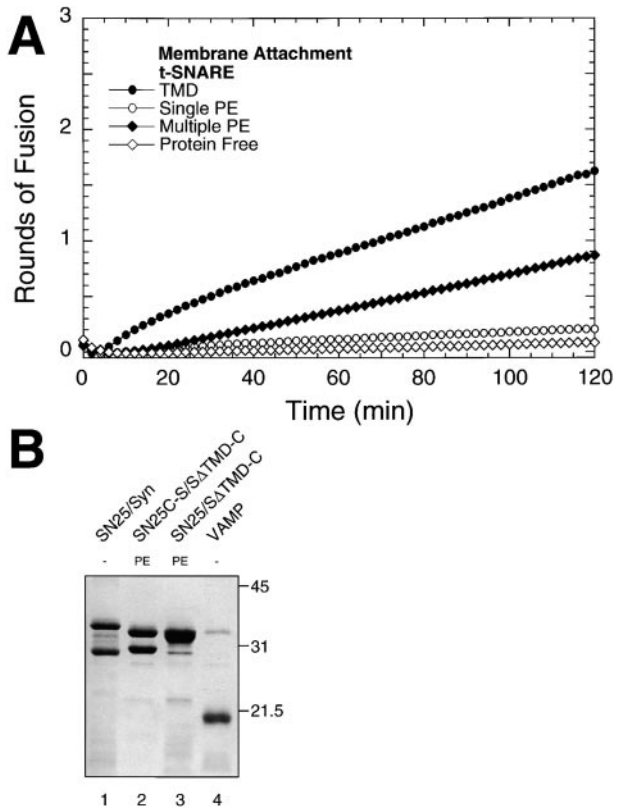 A
3
2
1
0
Rounds of Fusion
Membrane Attachment
t-SNARE
TMD
Single PE
Multiple PE
Protein Free
0 20 40 60 80 100 120
Time (min)
B
SN25/Syn
SN25C-S/SΔTMD-C
SN25/SΔTMD-C
VAMP
- PE PE -
45
31
21.5
1 2 3 4